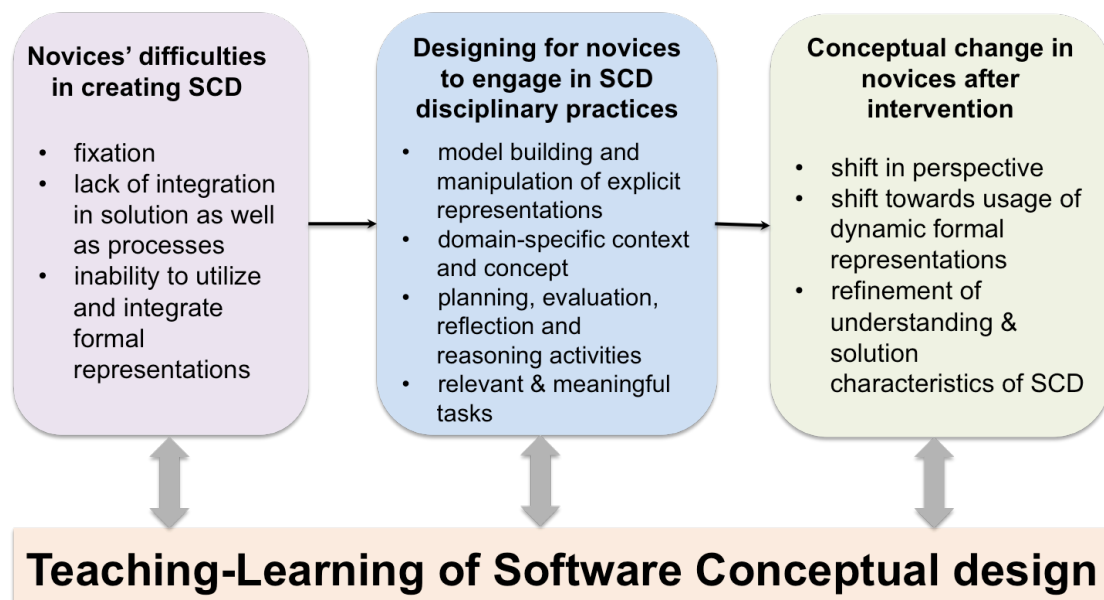 Novices' difficulties
in creating SCD
• fixation
• lack of integration
in solution as well
as processes
• inability to utilize
and integrate
formal
representations
Designing for novices
to engage in SCD
disciplinary practices
• model building and
manipulation of explicit
representations
• domain-specific context
and concept
• planning, evaluation,
reflection and
reasoning activities
• relevant & meaningful
tasks
Conceptual change in
novices after
intervention
• shift in perspective
• shift towards usage of
dynamic formal
representations
• refinement of
understanding &
solution
characteristics of SCD
Teaching-Learning of Software Conceptual design